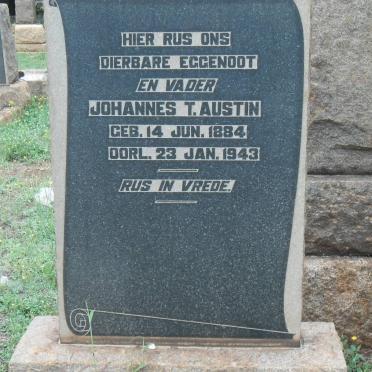 HIER RUS ONS
DIERBARE EGGENOOT
EN VADER
JOHANNES T. AUSTIN
GEB. 14 JUN. 1884
OORL. 23 JAN. 1943
RUS IN VREDE.
G